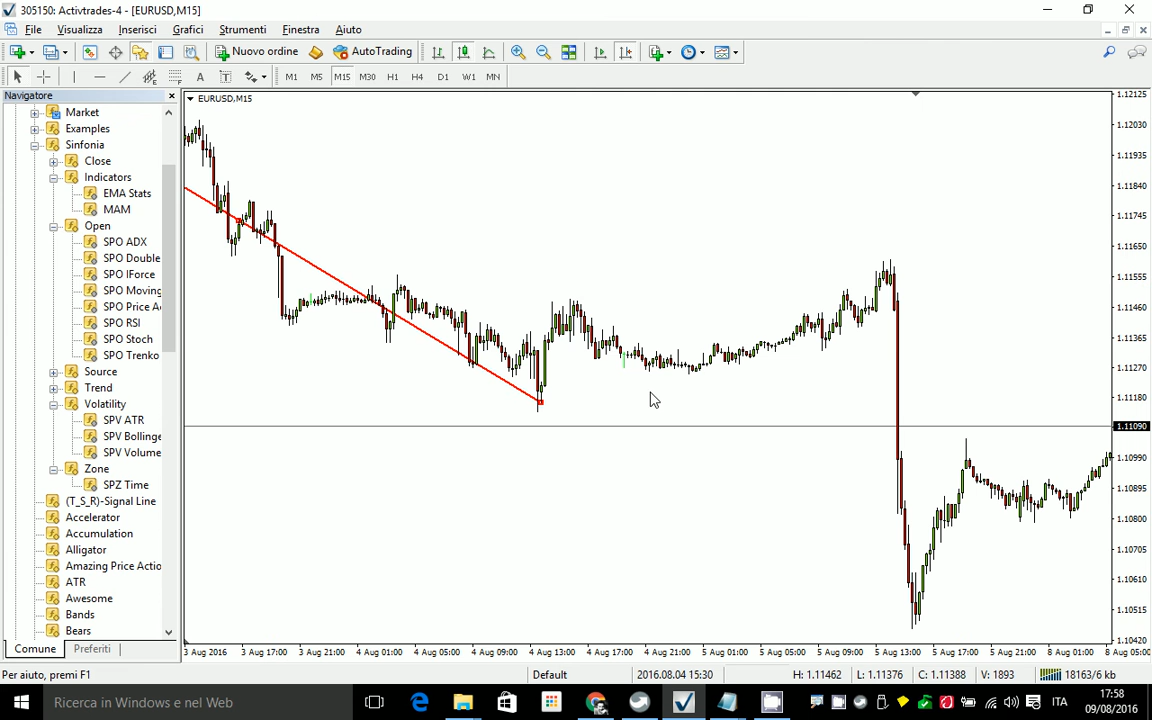 305150: Activtrades-4 - [EURUSD,M15]
File Visualizza Inserisci Grafici Strumenti Finestra Aiuto
Nuovo ordine AutoTrading
A T M1 M5 M15 M30 H1 H4 D1 W1 MN
Navigatore
Market
Examples
Sinfonia
Close
Indicators
EMA Stats
MAM
Open
SPO ADX
SPO Double
SPO IForce
SPO Moving
SPO Price A
SPO RSI
SPO Stoch
SPO Trenko
Source
Trend
Volatility
SPV ATR
SPV Bollinge
SPV Volume
Zone
SPZ Time
(T_S_R)-Signal Line
Accelerator
Accumulation
Alligator
Amazing Price Actio
ATR
Awesome
Bands
Bears
Comune Preferiti
EURUSD,M15
1.12125
1.12030
1.11935
1.11840
1.11745
1.11650
1.11555
1.11460
1.11365
1.11270
1.11180
1.11090
1.10990
1.10895
1.10800
1.10705
1.10610
1.10515
1.10420
3 Aug 2016 3 Aug 17:00 3 Aug 21:00 4 Aug 01:00 4 Aug 05:00 4 Aug 09:00 4 Aug 13:00 4 Aug 17:00 4 Aug 21:00 5 Aug 01:00 5 Aug 05:00 5 Aug 09:00 5 Aug 13:00 5 Aug 17:00 5 Aug 21:00 8 Aug 01:00 8 Aug 05:00
Per aiuto, premi F1 Default 2016.08.04 15:30 H: 1.11462 L: 1.11376 C: 1.11388 V: 1893 18163/6 kb
Ricerca in Windows e nel Web ITA 17:58
09/08/2016